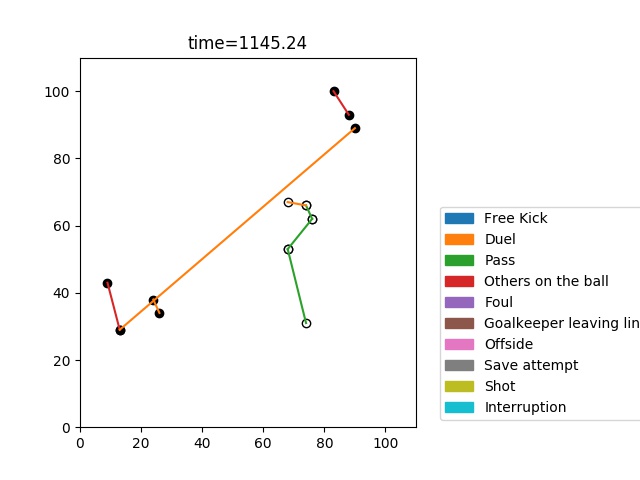 time=1145.24
100
80
60
40
20
0
0 20 40 60 80 100
Free Kick
Duel
Pass
Others on the ball
Foul
Goalkeeper leaving lin
Offside
Save attempt
Shot
Interruption